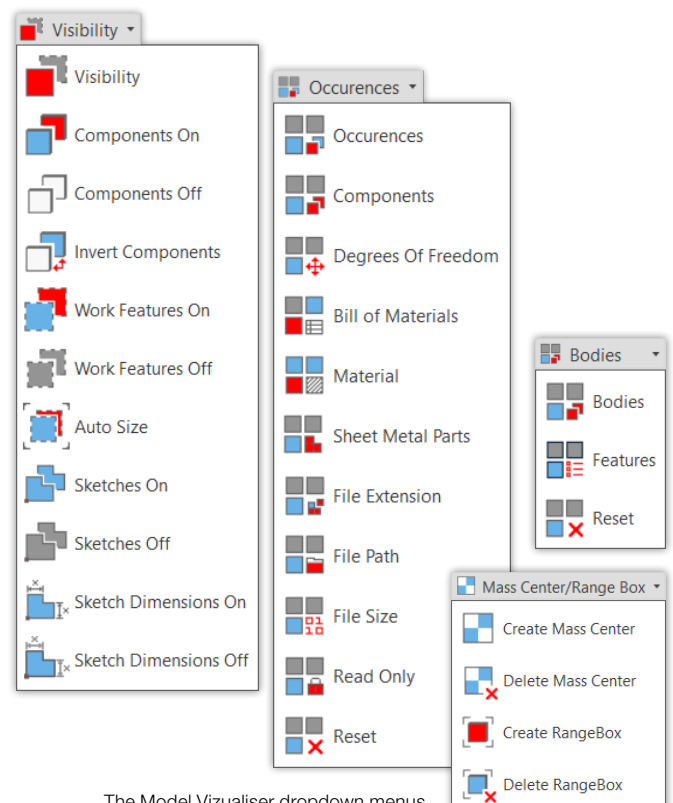 Visibility
Visibility
Components On
Components Off
Invert Components
Work Features On
Work Features Off
Auto Size
Sketches On
Sketches Off
Sketch Dimensions On
Sketch Dimensions Off
Occurences
Occurences
Components
Degrees Of Freedom
Bill of Materials
Material
Sheet Metal Parts
File Extension
File Path
File Size
Read Only
Reset
Bodies
Bodies
Features
Reset
Mass Center/Range Box
Create Mass Center
Delete Mass Center
Create RangeBox
Delete RangeBox
The Model Vizualiser dropdown menus